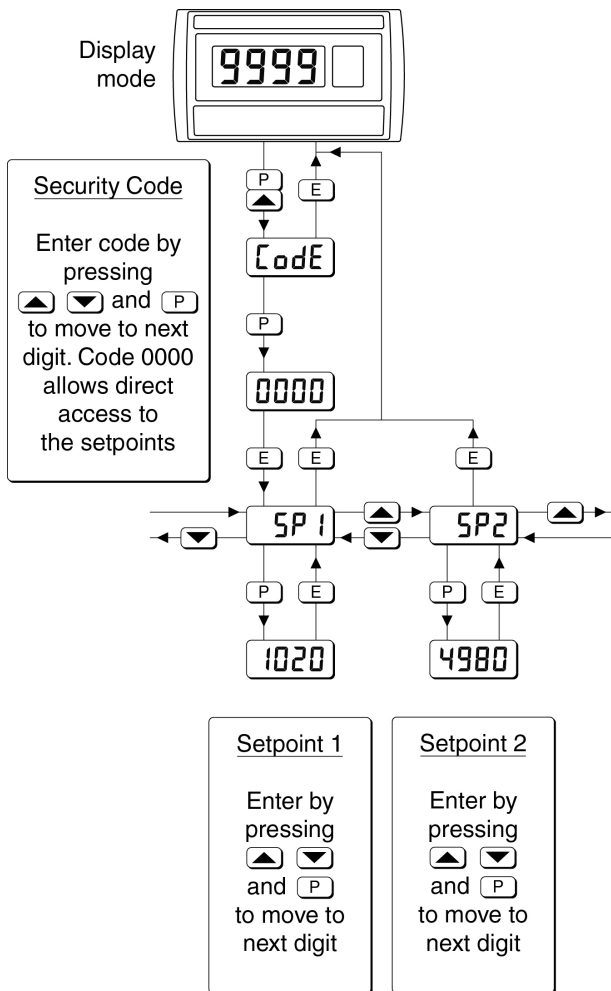 Display
mode
9999
Security Code
Enter code by
pressing
and P
to move to next
digit. Code 0000
allows direct
access to
the setpoints
P
E
CodE
P
0000
E
E
E
SP1
SP2
P
E
P
E
1020
4980
Setpoint 1
Enter by
pressing
and P
to move to
next digit
Setpoint 2
Enter by
pressing
and P
to move to
next digit